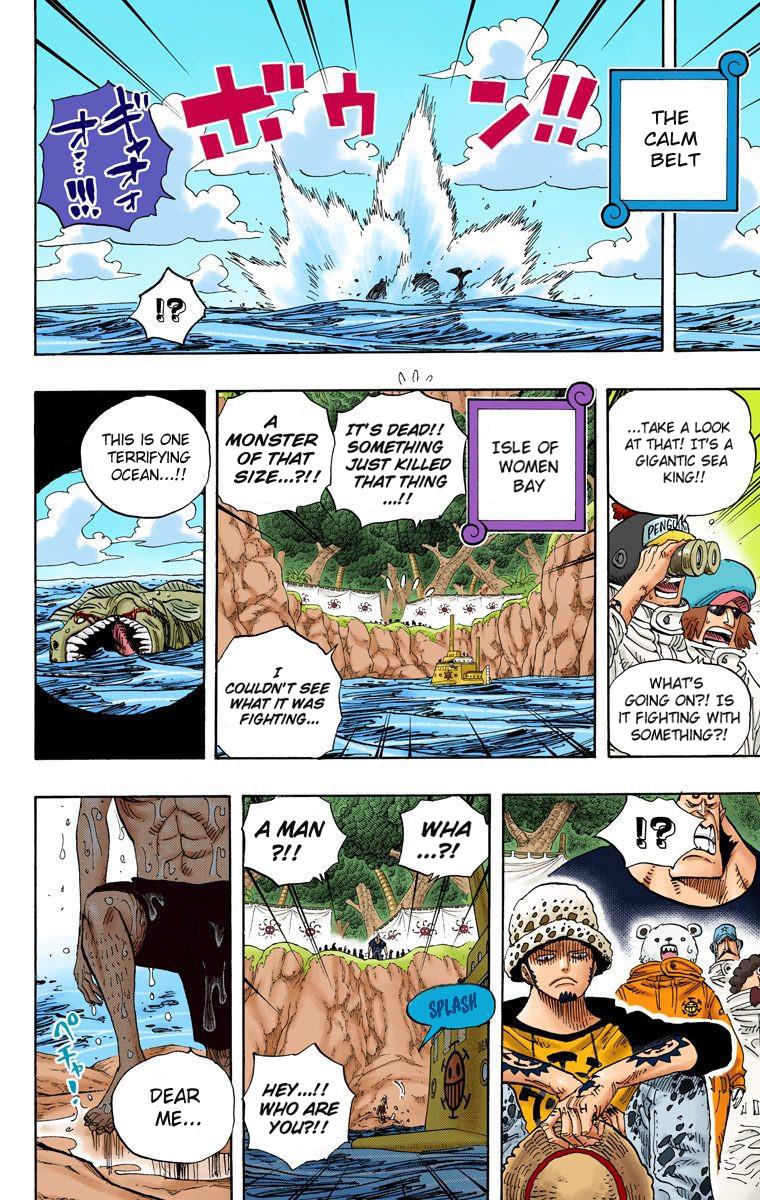 THE
CALM
BELT
ボウン!!
ギャオォ
オ…!!!
!?
...TAKE A LOOK
AT THAT! IT'S A
GIGANTIC SEA
KING!!
PENGUIN
WHAT'S
GOING ON?! IS
IT FIGHTING WITH
SOMETHING?!
ISLE OF
WOMEN
BAY
IT'S DEAD!!
SOMETHING
JUST KILLED
THAT THING
...!!
A
MONSTER
OF THAT
SIZE...?!!
I
COULDN'T SEE
WHAT IT WAS
FIGHTING...
THIS IS ONE
TERRIFYING
OCEAN...!!
!?
WHA
...?!
A MAN
?!!
SPLASH
HEY...!!
WHO ARE
YOU?!!
ペチャ!
DEAR
ME...